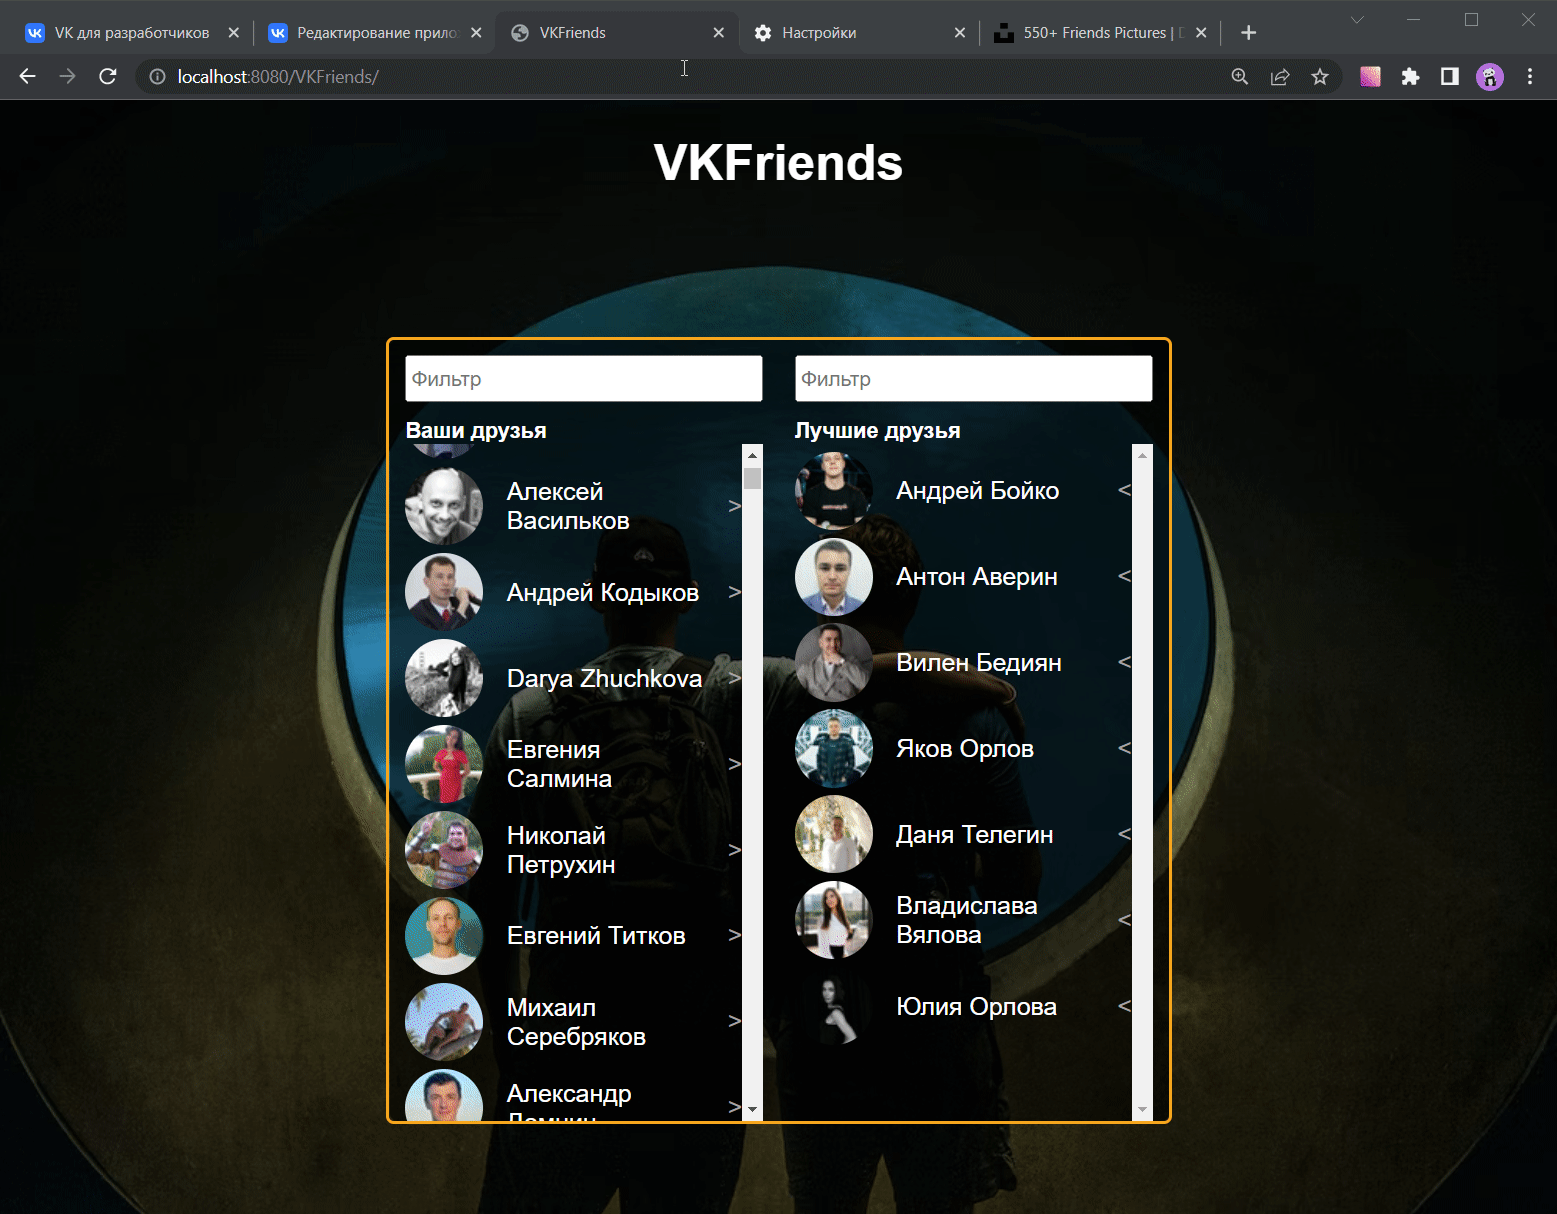 VK для разработчиков
Редактирование прило
VKFriends
Настройки
550+ Friends Pictures | D
localhost:8080/VKFriends/
VKFriends
Фильтр
Фильтр
Ваши друзья
Лучшие друзья
Алексей
Васильков
>
Андрей Кодыков
>
Darya Zhuchkova
>
Евгения
Салмина
>
Николай
Петрухин
>
Евгений Титков
>
Михаил
Серебряков
>
Александр
>
Андрей Бойко
<
Антон Аверин
<
Вилен Бедиян
<
Яков Орлов
<
Даня Телегин
<
Владислава
Вялова
<
Юлия Орлова
<